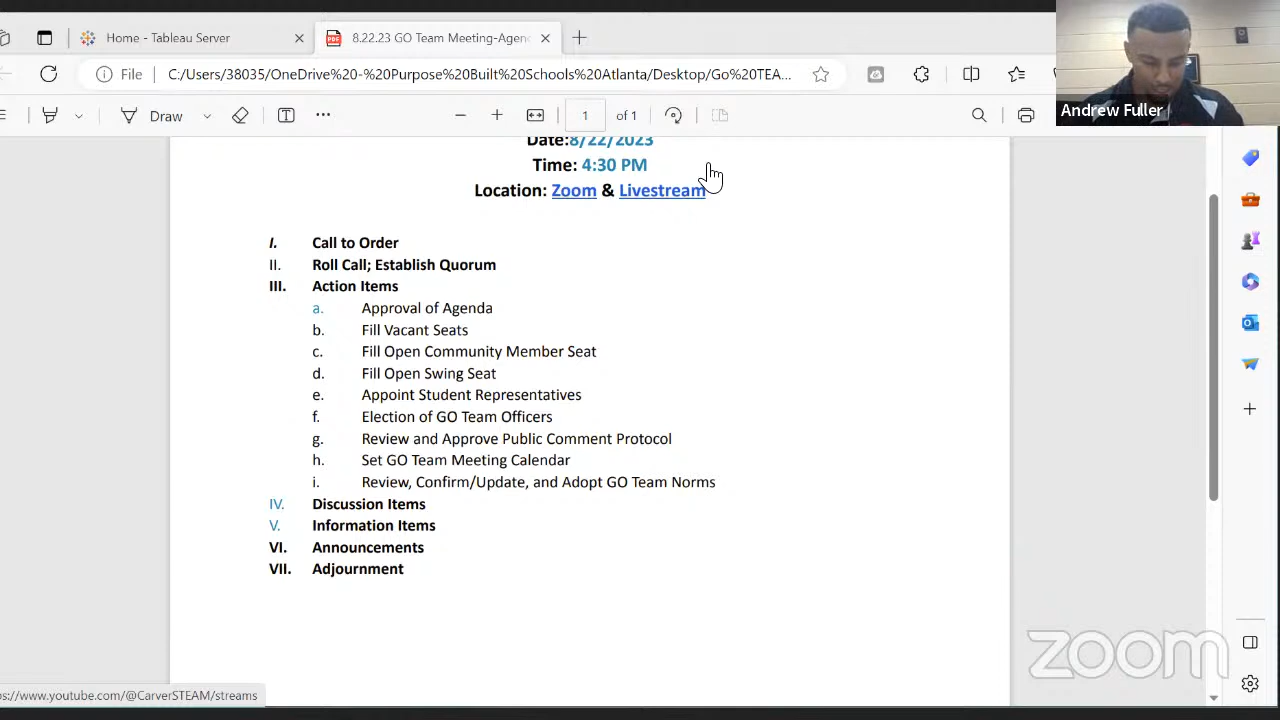 Home - Tableau Server
8.22.23 GO Team Meeting-Agen
File
C:/Users/38035/OneDrive%20-%20Purpose%20Built%20Schools%20Atlanta/Desktop/Go%20TEA...
Andrew Fuller
Draw
1 of 1
Date:8/22/2023
Time: 4:30 PM
Location: Zoom & Livestream
I. Call to Order
II. Roll Call; Establish Quorum
III. Action Items
a. Approval of Agenda
b. Fill Vacant Seats
c. Fill Open Community Member Seat
d. Fill Open Swing Seat
e. Appoint Student Representatives
f. Election of GO Team Officers
g. Review and Approve Public Comment Protocol
h. Set GO Team Meeting Calendar
i. Review, Confirm/Update, and Adopt GO Team Norms
IV. Discussion Items
V. Information Items
VI. Announcements
VII. Adjournment
zoom
ps://www.youtube.com/@CarverSTEAM/streams